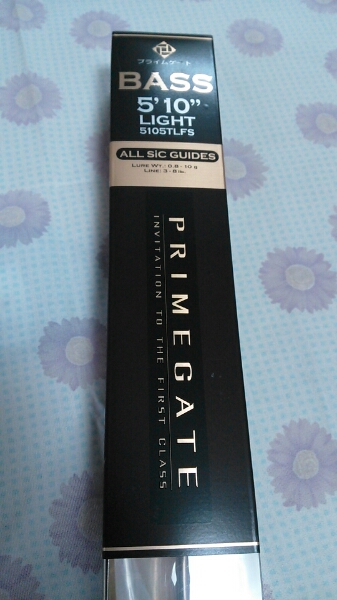 プライムゲート
BASS
5'10"
LIGHT
5105TLFS
ALL SiC GUIDES
LURE WT.: 0.8-10 g
LINE: 3-8 lb.
PRIMEGATE
INVITATION TO THE FIRST CLASS